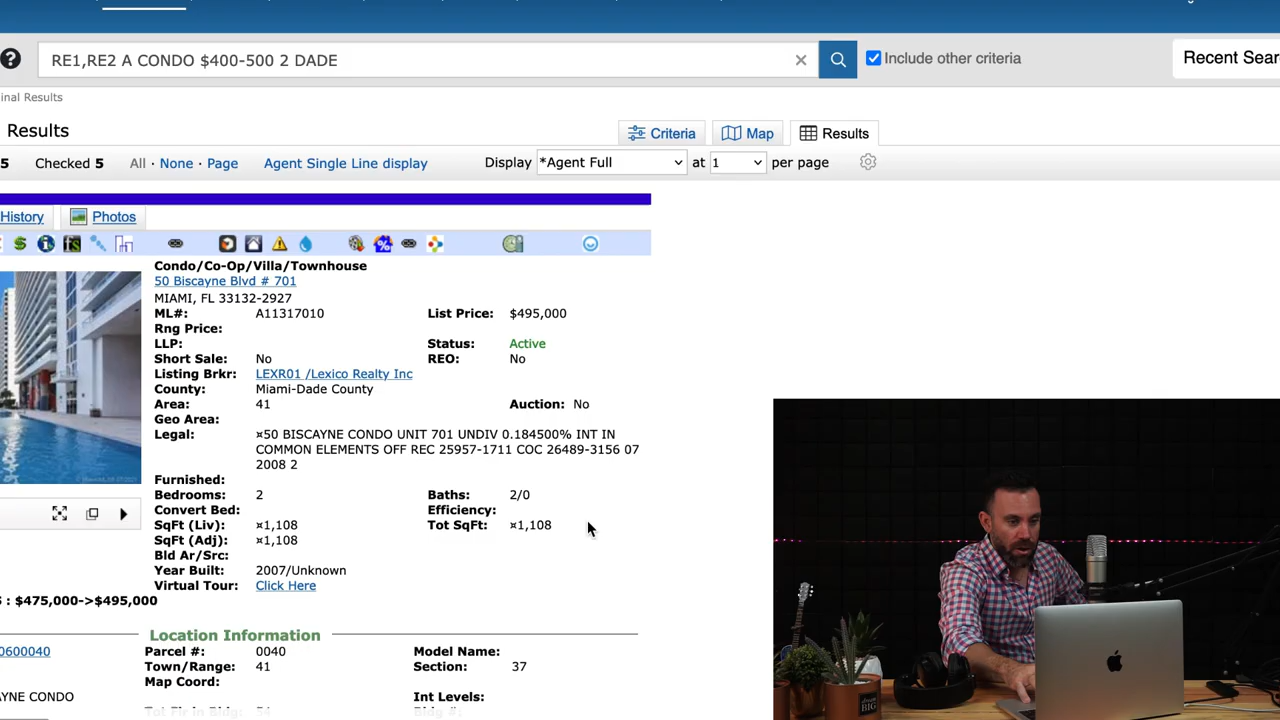 ?
RE1,RE2 A CONDO $400-500 2 DADE
Include other criteria
Recent Sear
inal Results
Results
Criteria
Map
Results
5 Checked 5 All · None · Page Agent Single Line display Display *Agent Full at 1 per page
History
Photos
Condo/Co-Op/Villa/Townhouse
50 Biscayne Blvd # 701
MIAMI, FL 33132-2927
ML#: A11317010 List Price: $495,000
Rng Price:
LLP: Status: Active
Short Sale: No REO: No
Listing Brkr: LEXR01 /Lexico Realty Inc
County: Miami-Dade County
Area: 41 Auction: No
Geo Area:
Legal: ¤50 BISCAYNE CONDO UNIT 701 UNDIV 0.184500% INT IN
COMMON ELEMENTS OFF REC 25957-1711 COC 26489-3156 07
2008 2
Furnished:
Bedrooms: 2 Baths: 2/0
Convert Bed: Efficiency:
SqFt (Liv): ¤1,108 Tot SqFt: ¤1,108
SqFt (Adj): ¤1,108
Bld Ar/Src:
Year Built: 2007/Unknown
Virtual Tour: Click Here
: $475,000->$495,000
Location Information
0600040 Parcel #: 0040 Model Name:
Town/Range: 41 Section: 37
Map Coord:
AYNE CONDO Int Levels:
Tot Flr in Bldg: 54 Bldg #:
BIG